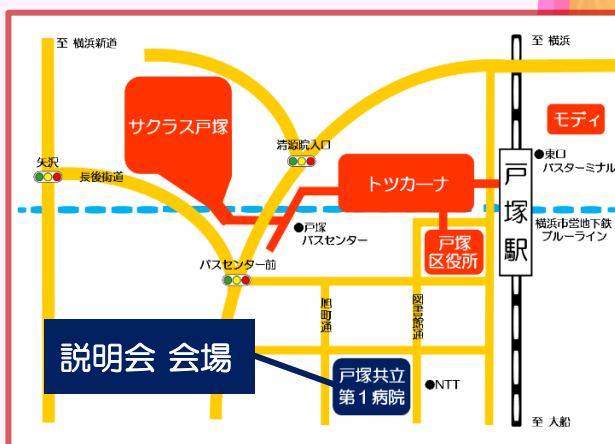 至 横浜新道
至 横浜
サクラス戸塚
モディ
清源院入口
矢沢
長後街道
トツカーナ
●東口
バスターミナル
戸塚駅
●戸塚
バスセンター
戸塚
区役所
横浜市営地下鉄
ブルーライン
バスセンター前
旭町通
図書館通
説明会 会場
戸塚共立
第1病院
●NTT
至 大船